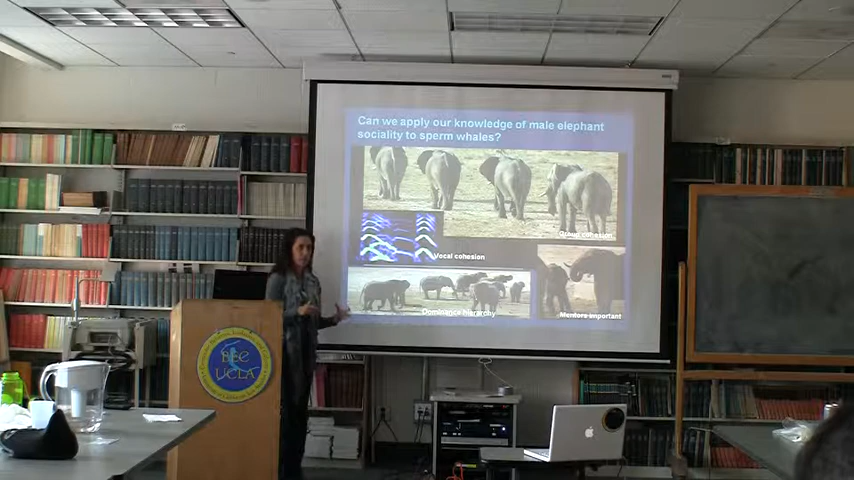 Can we apply our knowledge of male elephant
sociality to sperm whales?
Group cohesion
Vocal cohesion
Dominance hierarchy
Mentors important
BEC
UCLA